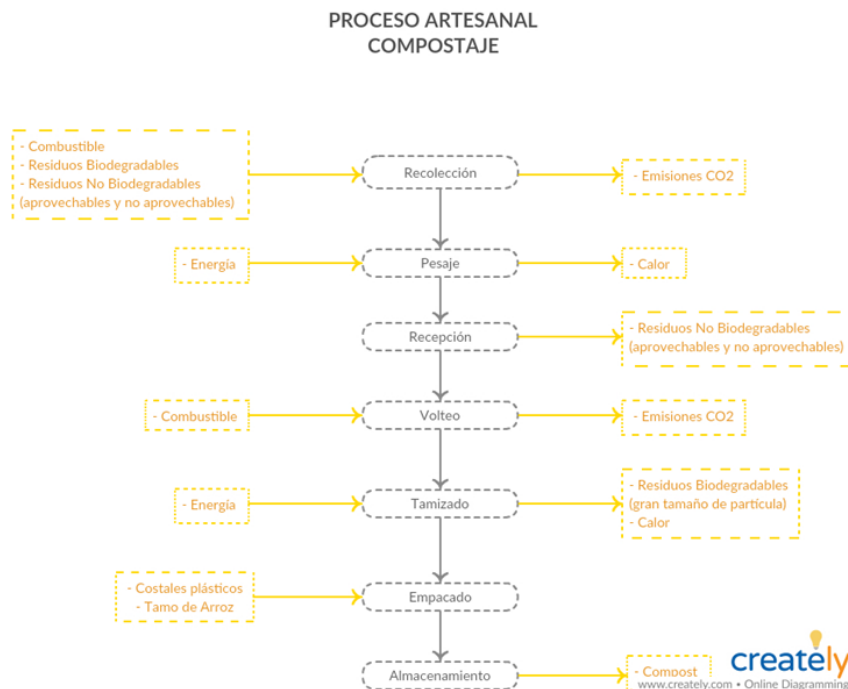 PROCESO ARTESANAL
COMPOSTAJE
- Combustible
- Residuos Biodegradables
- Residuos No Biodegradables
(aprovechables y no aprovechables)
Recolección
- Emisiones CO2
- Energía
Pesaje
- Calor
Recepción
- Residuos No Biodegradables
(aprovechables y no aprovechables)
- Combustible
Volteo
- Emisiones CO2
- Energía
Tamizado
- Residuos Biodegradables
(gran tamaño de partícula)
- Calor
- Costales plásticos
- Tamo de Arroz
Empacado
Almacenamiento
- Compost
creately
www.creately.com • Online Diagramming